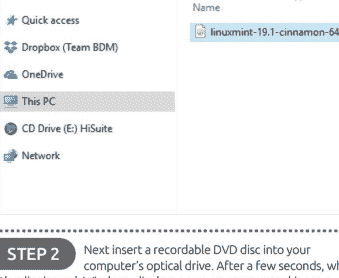 Name
Quick access
linuxmint-19.1-cinnamon-64
Dropbox (Team BDM)
OneDrive
This PC
CD Drive (E:) HiSuite
Network
STEP 2
Next insert a recordable DVD disc into your
computer's optical drive. After a few seconds,